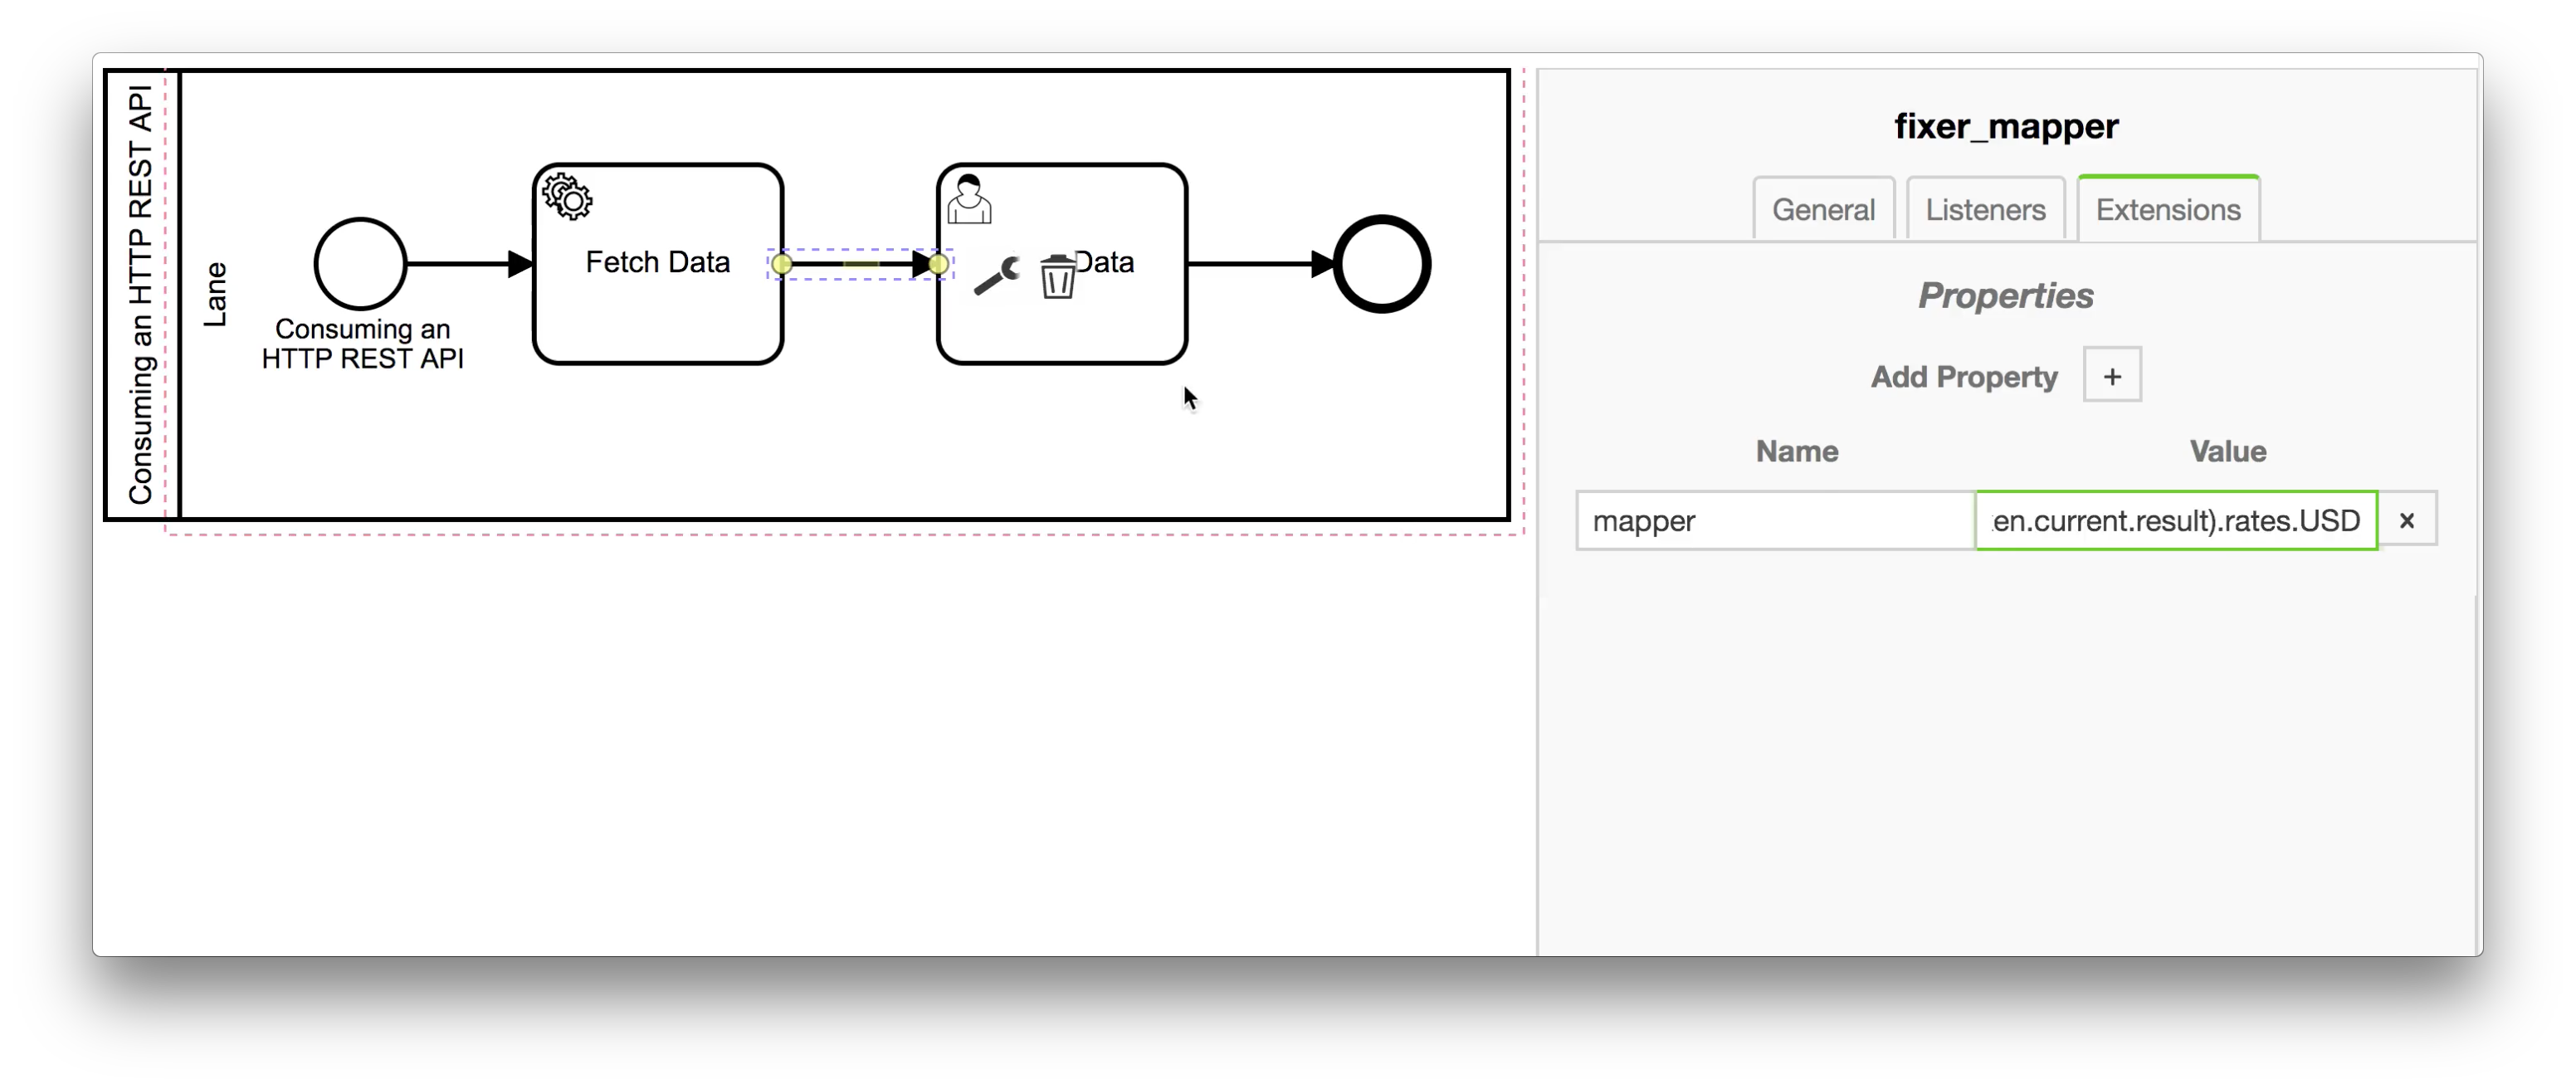 Consuming an HTTP REST API
Lane
Consuming an
HTTP REST API
Fetch Data
Data
fixer_mapper
General
Listeners
Extensions
Properties
Add Property +
Name Value
mapper en.current.result).rates.USD x